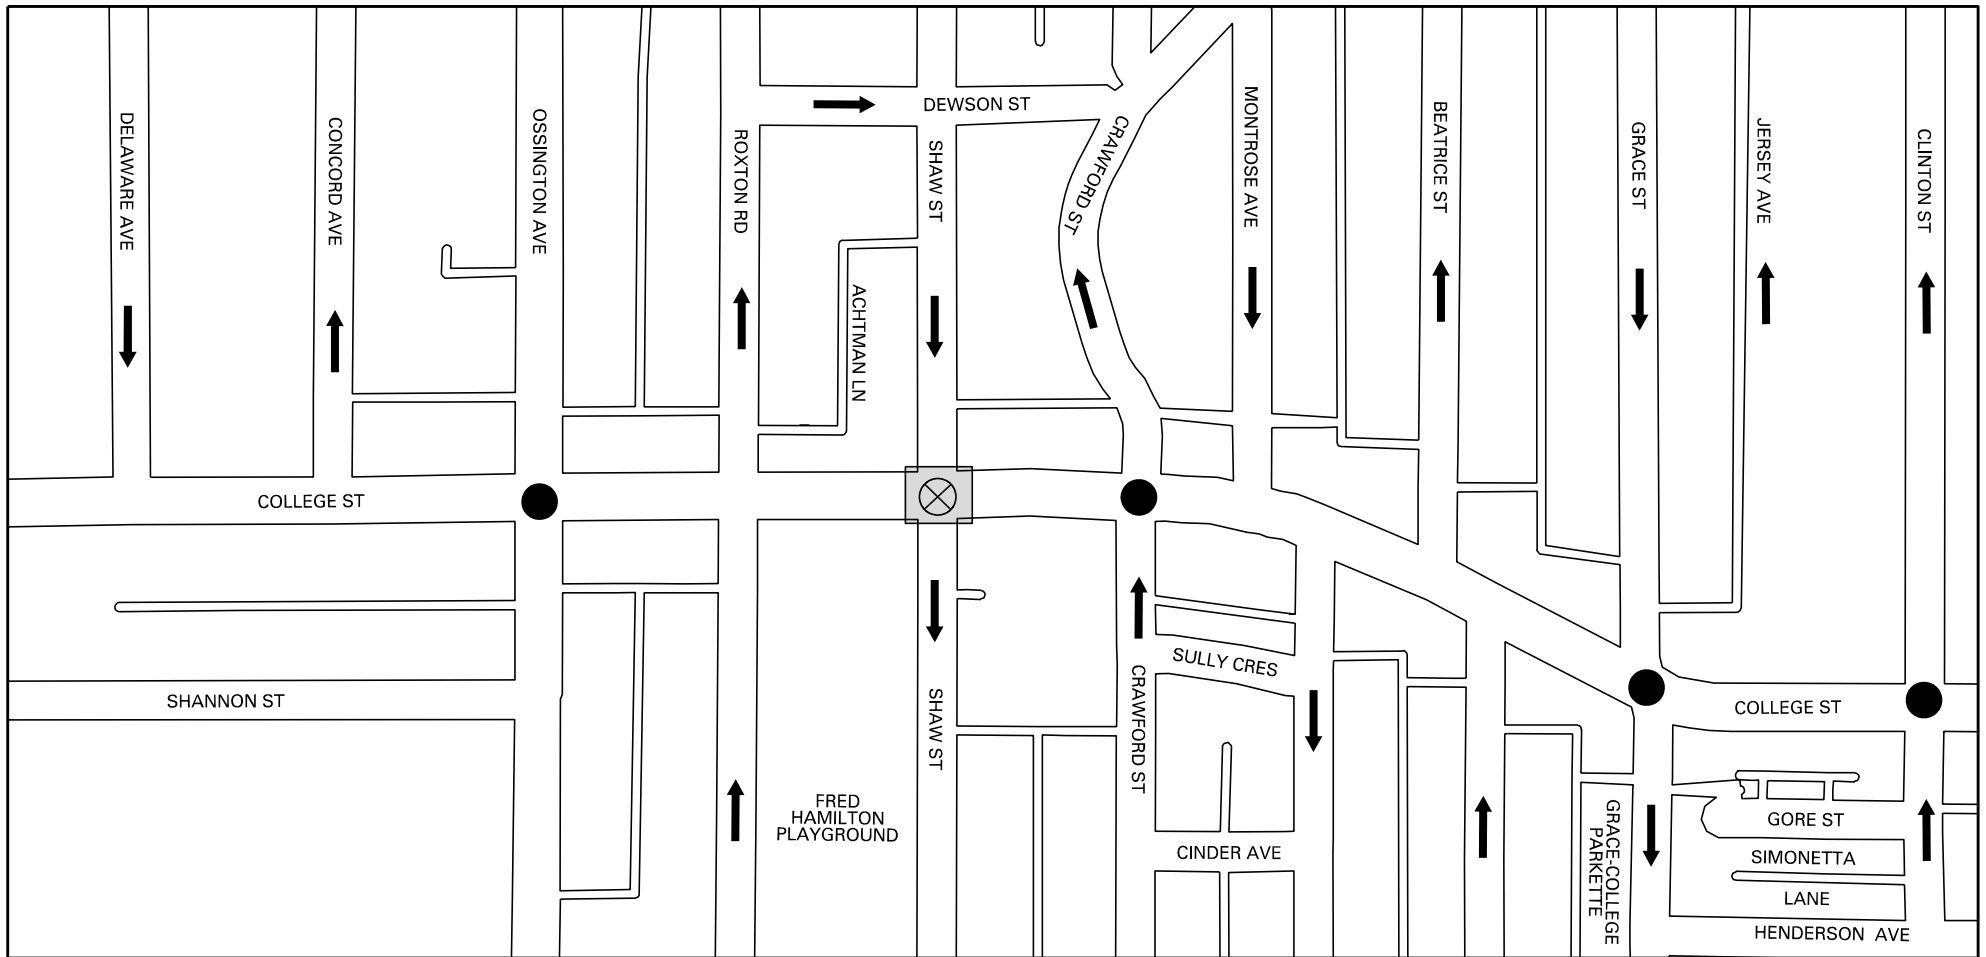 DEWSON ST
DELAWARE AVE
CONCORD AVE
OSSINGTON AVE
ROXTON RD
SHAW ST
CRAWFORD ST
MONTROSE AVE
BEATRICE ST
GRACE ST
JERSEY AVE
CLINTON ST
ACHTMAN LN
COLLEGE ST
SHANNON ST
SHAW ST
CRAWFORD ST
SULLY CRES
COLLEGE ST
FRED
HAMILTON
PLAYGROUND
CINDER AVE
GRACE-COLLEGE
PARKETTE
GORE ST
SIMONETTA
LANE
HENDERSON AVE